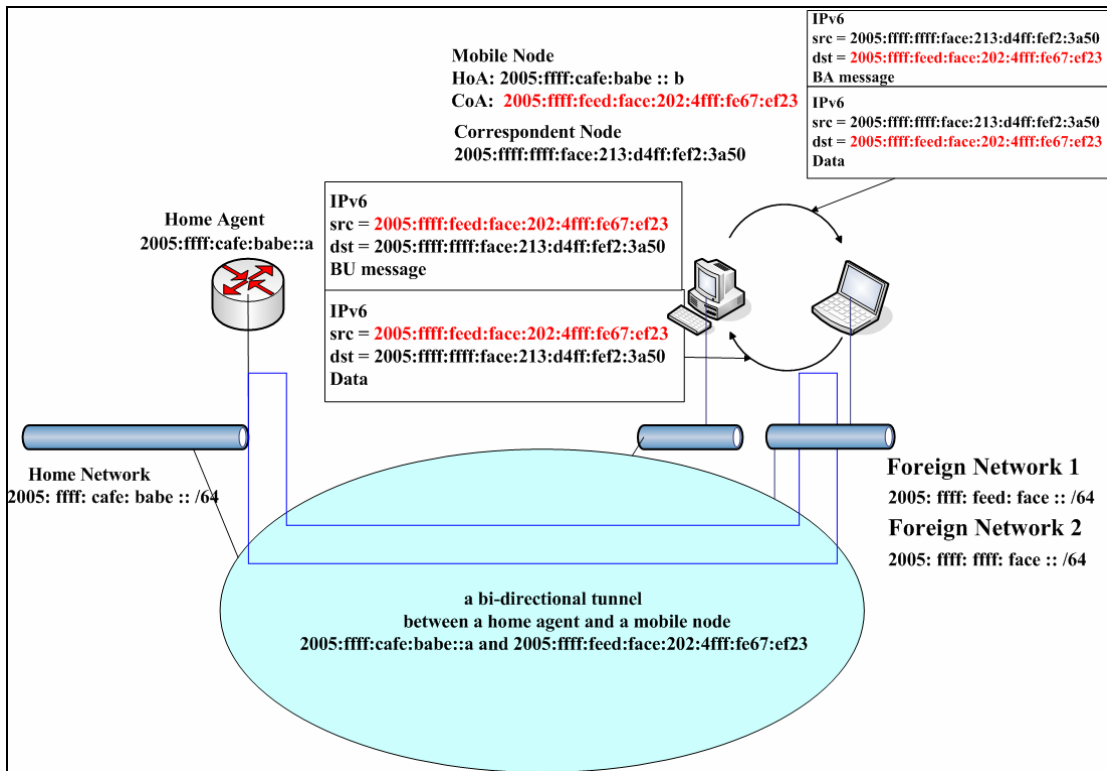 IPv6
src = 2005:ffff:ffff:face:213:d4ff:fef2:3a50
dst = 2005:ffff:feed:face:202:4fff:fe67:ef23
BA message
IPv6
src = 2005:ffff:ffff:face:213:d4ff:fef2:3a50
dst = 2005:ffff:feed:face:202:4fff:fe67:ef23
Data
Mobile Node
HoA: 2005:ffff:cafe:babe :: b
CoA: 2005:ffff:feed:face:202:4fff:fe67:ef23
Correspondent Node
2005:ffff:ffff:face:213:d4ff:fef2:3a50
Home Agent
2005:ffff:cafe:babe::a
IPv6
src = 2005:ffff:feed:face:202:4fff:fe67:ef23
dst = 2005:ffff:ffff:face:213:d4ff:fef2:3a50
BU message
IPv6
src = 2005:ffff:feed:face:202:4fff:fe67:ef23
dst = 2005:ffff:ffff:face:213:d4ff:fef2:3a50
Data
Home Network
2005: ffff: cafe: babe :: /64
Foreign Network 1
2005: ffff: feed: face :: /64
Foreign Network 2
2005: ffff: ffff: face :: /64
a bi-directional tunnel
between a home agent and a mobile node
2005:ffff:cafe:babe::a and 2005:ffff:feed:face:202:4fff:fe67:ef23